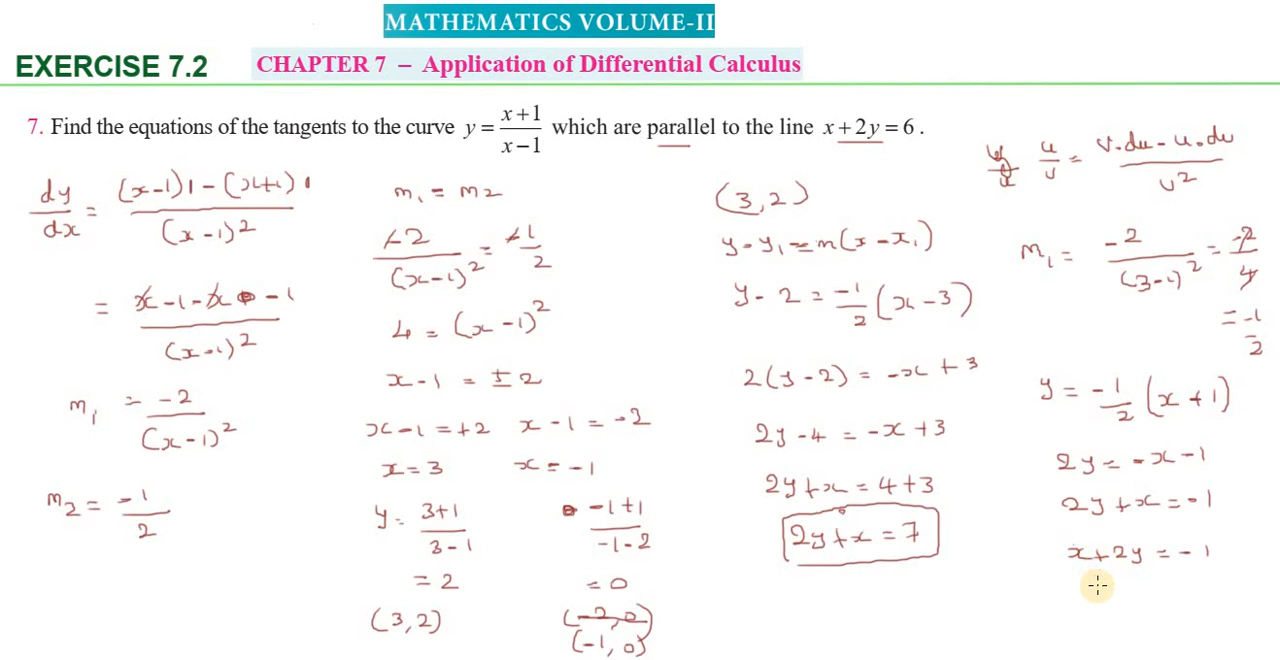 MATHEMATICS VOLUME-II
EXERCISE 7.2 CHAPTER 7 – Application of Differential Calculus
7. Find the equations of the tangents to the curve y = (x+1)/(x−1) which are parallel to the line x + 2y = 6 .
dy/dx = ((x-1)1 - (x+1)1)/(x-1)²
= (x-1-x-1)/(x-1)²
m₁ = -2/(x-1)²
m₂ = -1/2
m₁ = m₂
-2/(x-1)² = -1/2
4 = (x-1)²
x-1 = ±2
x-1 = +2 x-1 = -2
x = 3 x = -1
y = (3+1)/(3-1) (-1+1)/(-1-2)
= 2 = 0
(3,2) (-2,0)
(-1,0)
(3,2)
y-y₁ = m(x-x₁)
y-2 = -1/2 (x-3)
2(y-2) = -x+3
2y-4 = -x+3
2y+x = 4+3
2y+x = 7
u/v = (v.du - u.dv)/v²
m₁ = -2/(3-1)² = -2/4
= -1/2
y = -1/2 (x+1)
2y = -x-1
2y+x = -1
x+2y = -1